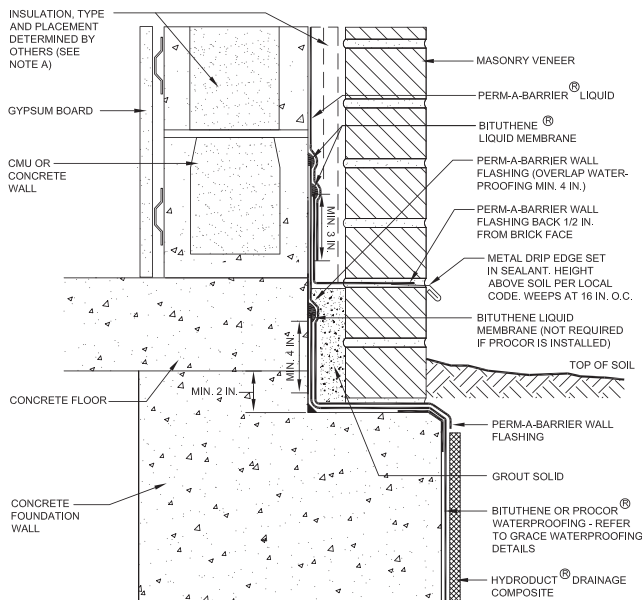 INSULATION, TYPE
AND PLACEMENT
DETERMINED BY
OTHERS (SEE
NOTE A)
GYPSUM BOARD
CMU OR
CONCRETE
WALL
CONCRETE FLOOR
CONCRETE
FOUNDATION
WALL
MIN. 3 IN.
MIN. 4 IN.
MIN. 2 IN.
MASONRY VENEER
PERM-A-BARRIER® LIQUID
BITUTHENE ®
LIQUID MEMBRANE
PERM-A-BARRIER WALL
FLASHING (OVERLAP WATER-
PROOFING MIN. 4 IN.)
PERM-A-BARRIER WALL
FLASHING BACK 1/2 IN.
FROM BRICK FACE
METAL DRIP EDGE SET
IN SEALANT. HEIGHT
ABOVE SOIL PER LOCAL
CODE. WEEPS AT 16 IN. O.C.
BITUTHENE LIQUID
MEMBRANE (NOT REQUIRED
IF PROCOR IS INSTALLED)
TOP OF SOIL
PERM-A-BARRIER WALL
FLASHING
GROUT SOLID
BITUTHENE OR PROCOR®
WATERPROOFING - REFER
TO GRACE WATERPROOFING
DETAILS
HYDRODUCT® DRAINAGE
COMPOSITE